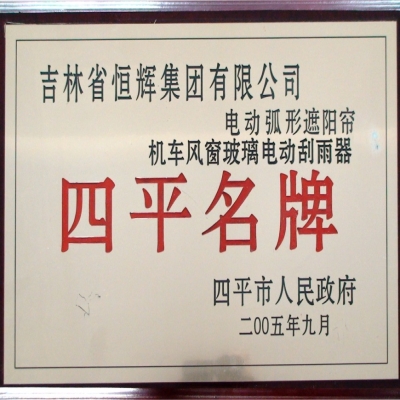 吉林省恒辉集团有限公司
电动弧形遮阳帘
机车风窗玻璃电动刮雨器
四平名牌
四平市人民政府
二00五年九月